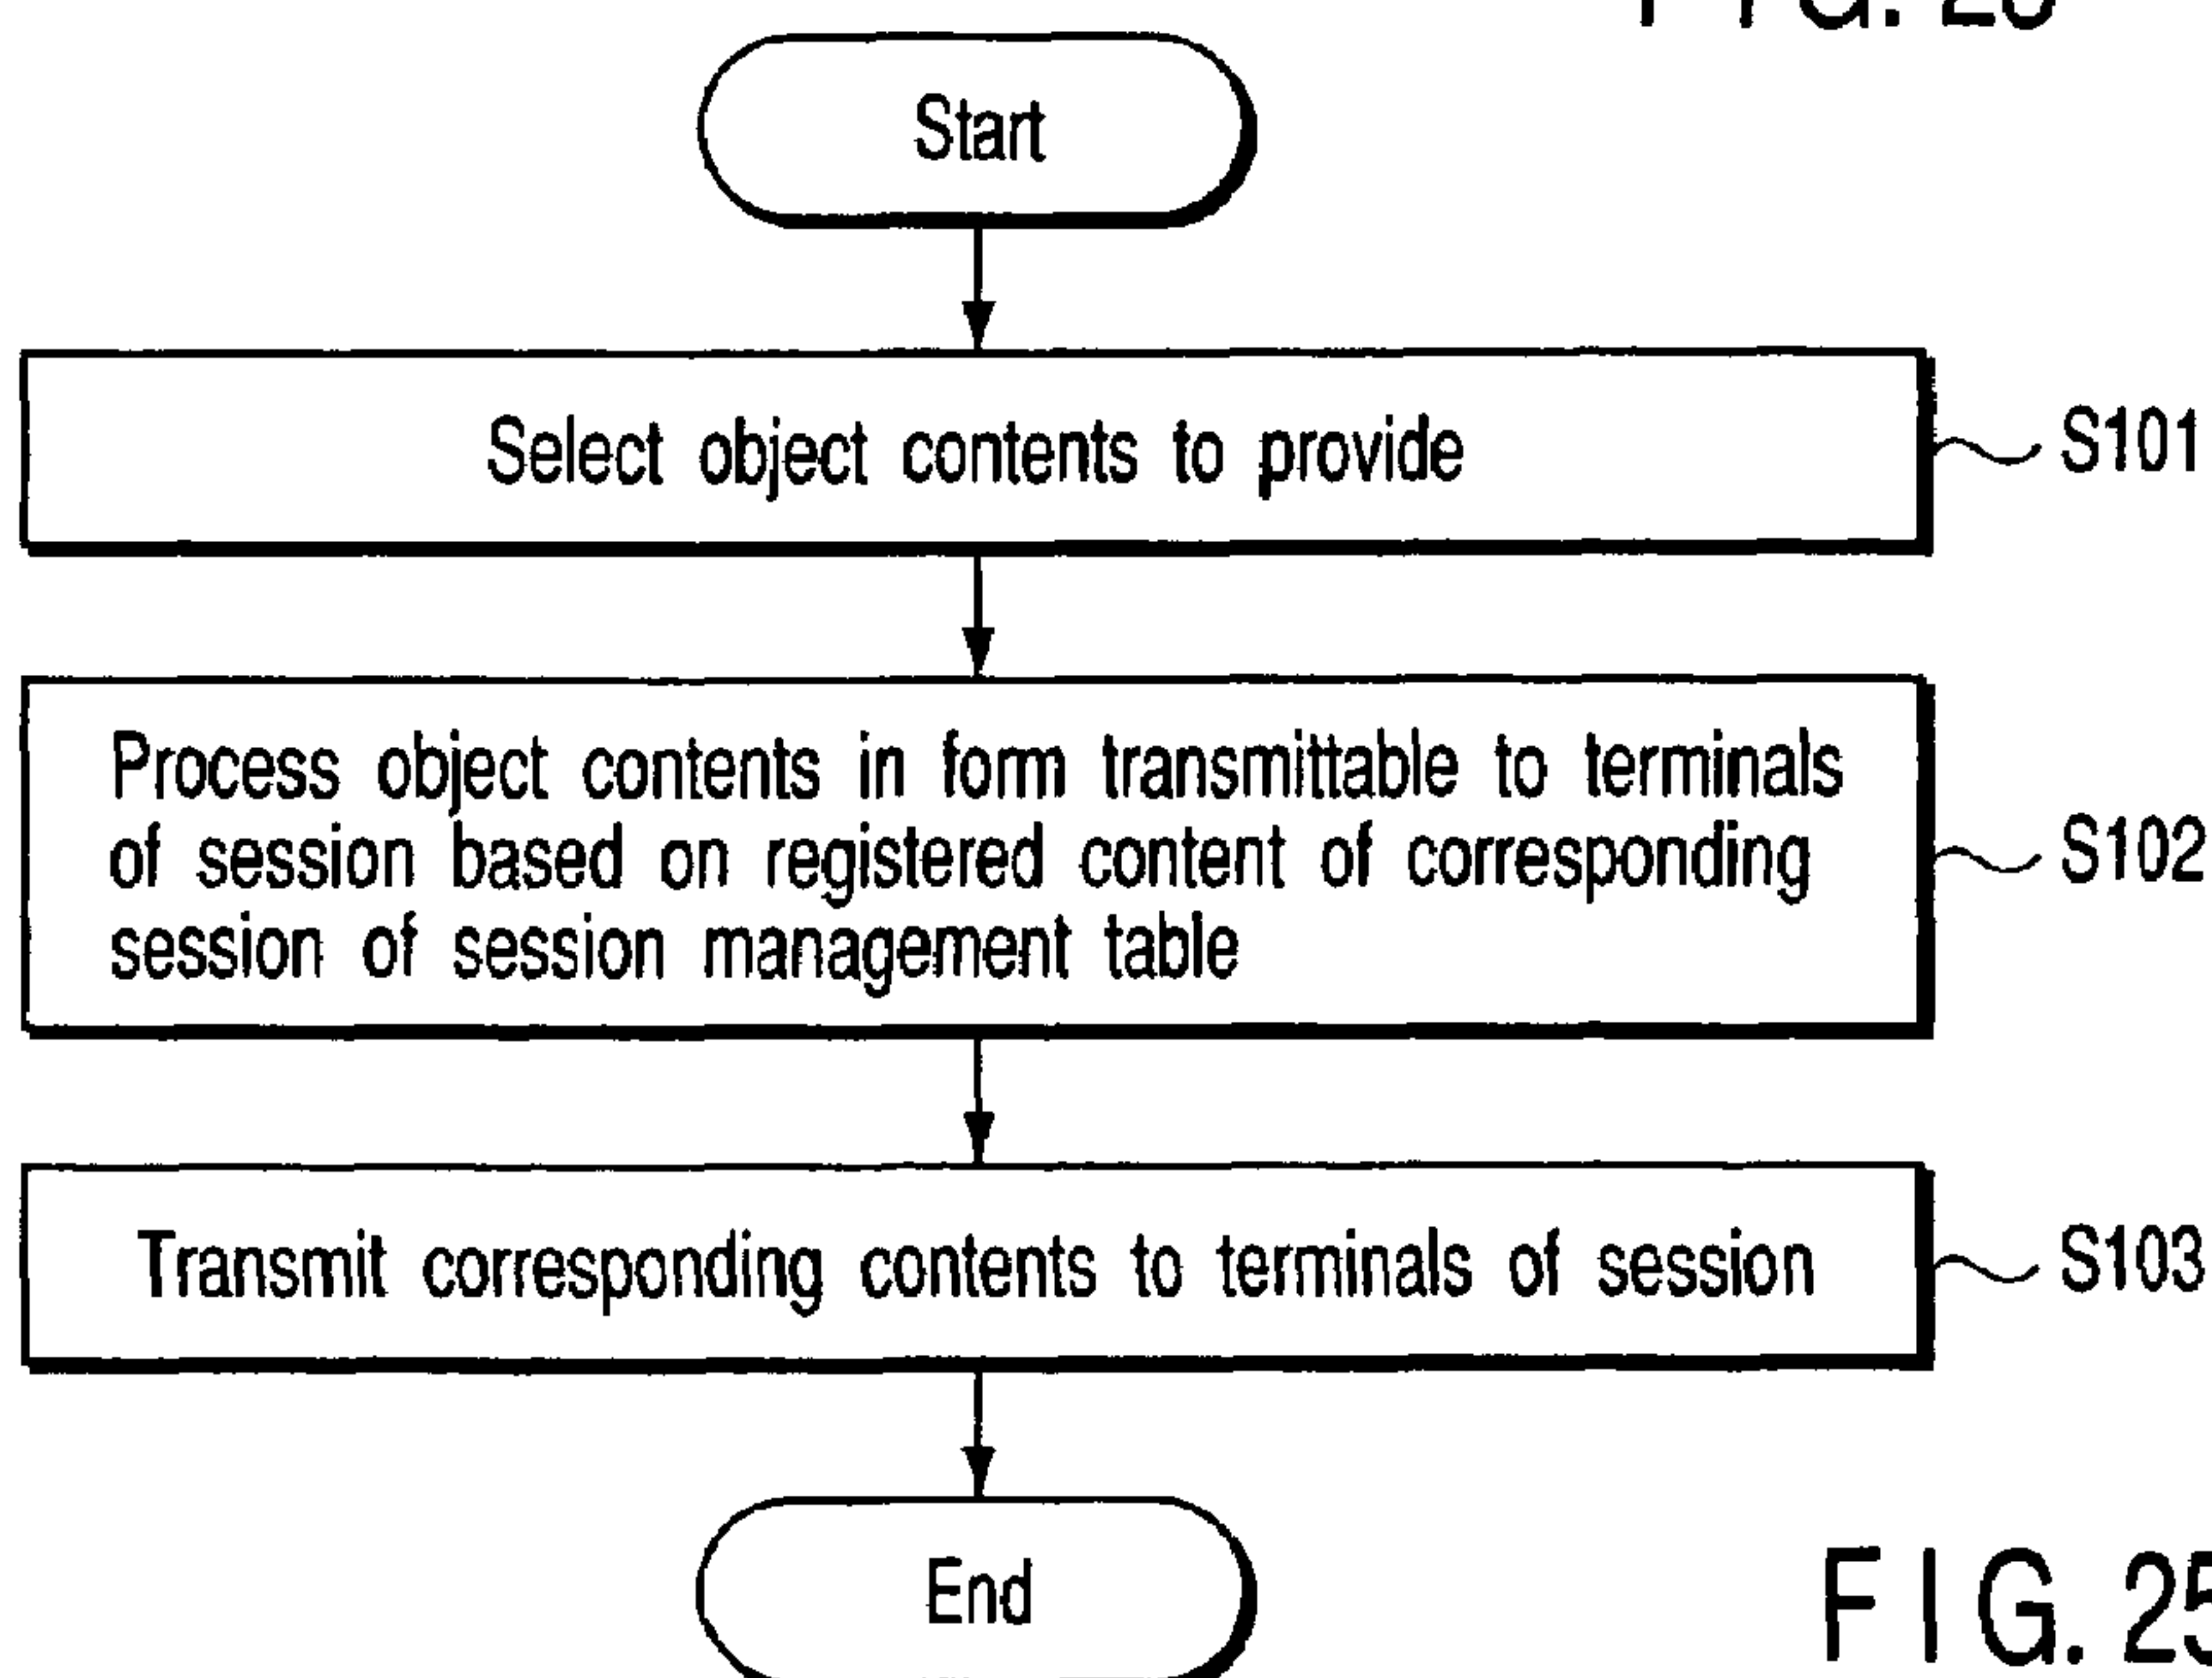 Start
Select object contents to provide
S101
Process object contents in form transmittable to terminals
of session based on registered content of corresponding
session of session management table
S102
Transmit corresponding contents to terminals of session
S103
End
FIG. 25